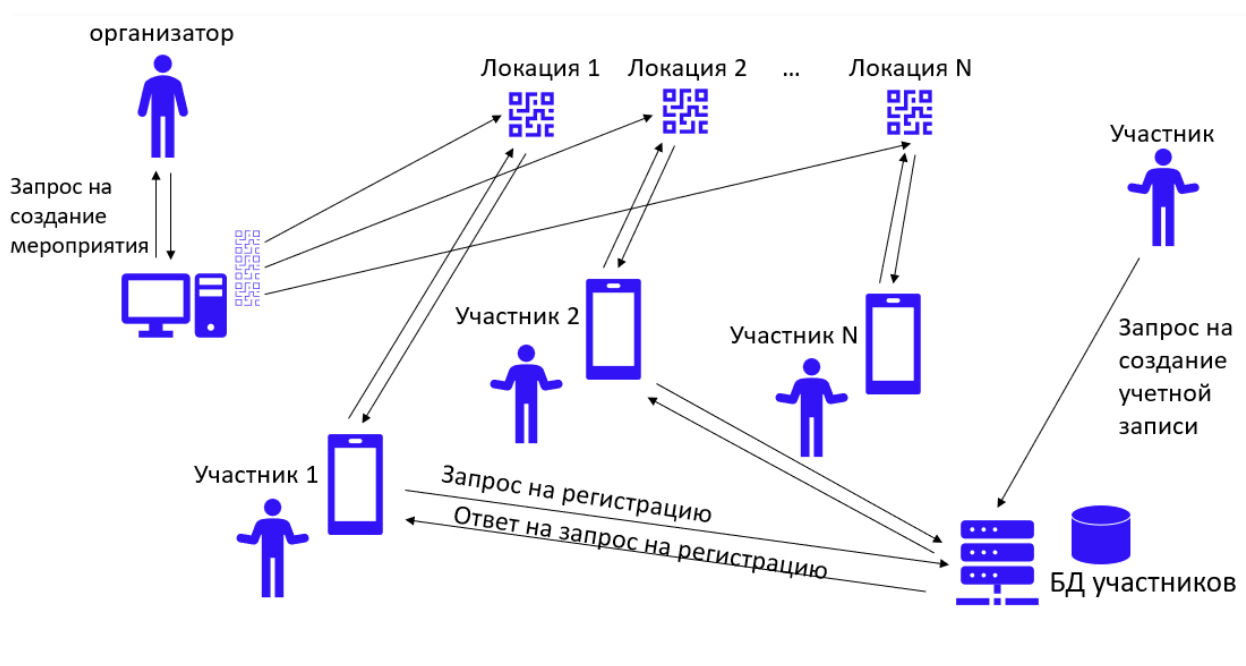 организатор
Локация 1
Локация 2
...
Локация N
Участник
Запрос на
создание
мероприятия
Участник 2
Участник N
Запрос на
создание
учетной
записи
Участник 1
Запрос на регистрацию
Ответ на запрос на регистрацию
БД участников